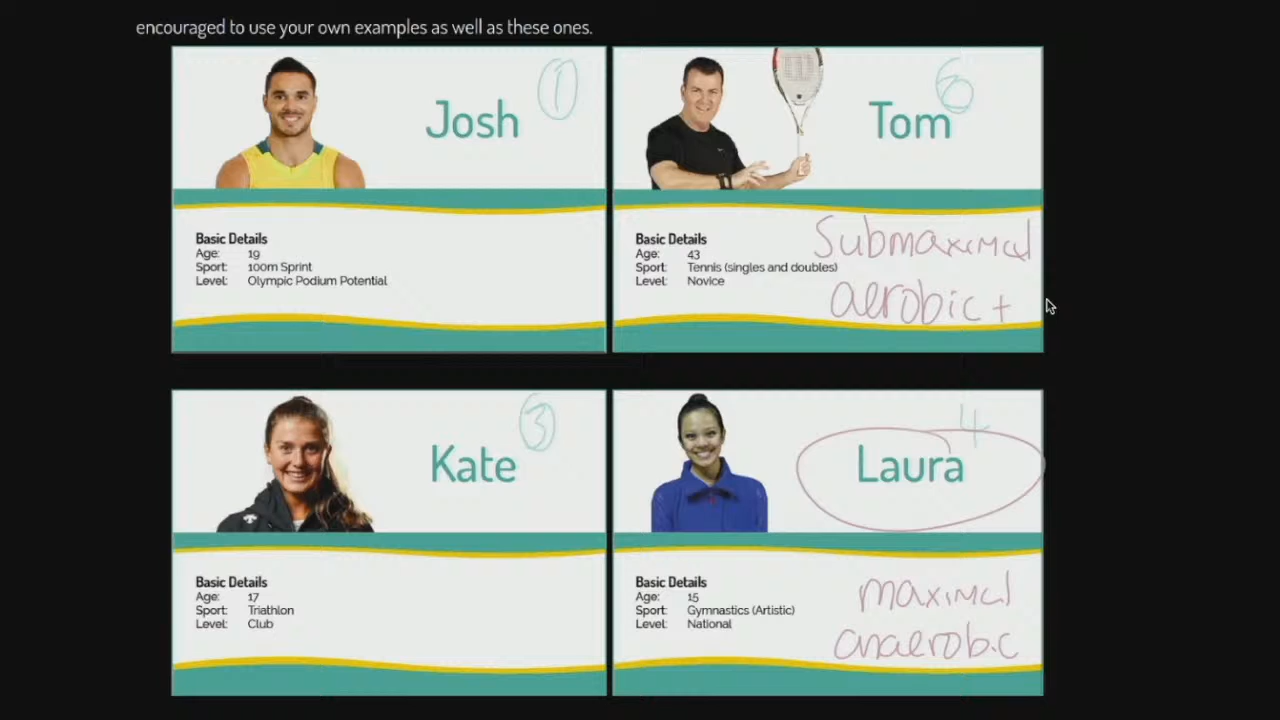 encouraged to use your own examples as well as these ones.
Josh
1
Basic Details
Age: 19
Sport: 100m Sprint
Level: Olympic Podium Potential
Tom
6
Basic Details
Age: 43
Sport: Tennis (singles and doubles)
Level: Novice
Submaximal
aerobic +
Kate
3
Basic Details
Age: 17
Sport: Triathlon
Level: Club
Laura
4
Basic Details
Age: 15
Sport: Gymnastics (Artistic)
Level: National
maximal
anaerobic